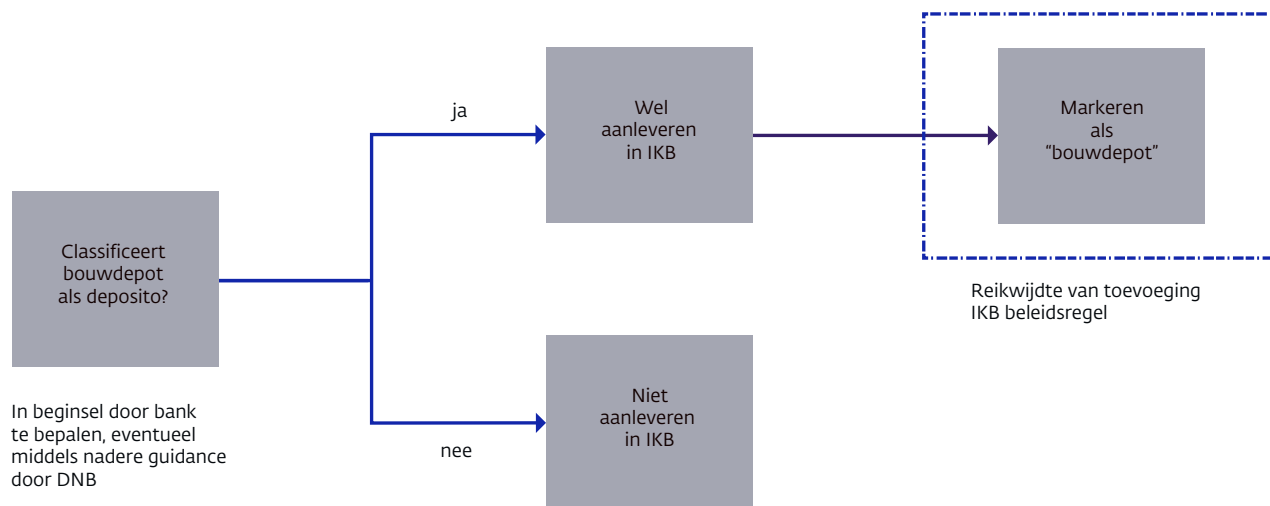 Classificeert
bouwdepot
als deposito?
In beginsel door bank
te bepalen, eventueel
middels nadere guidance
door DNB
ja
Wel
aanleveren
in IKB
nee
Niet
aanleveren
in IKB
Markeren
als
"bouwdepot"
Reikwijdte van toevoeging
IKB beleidsregel